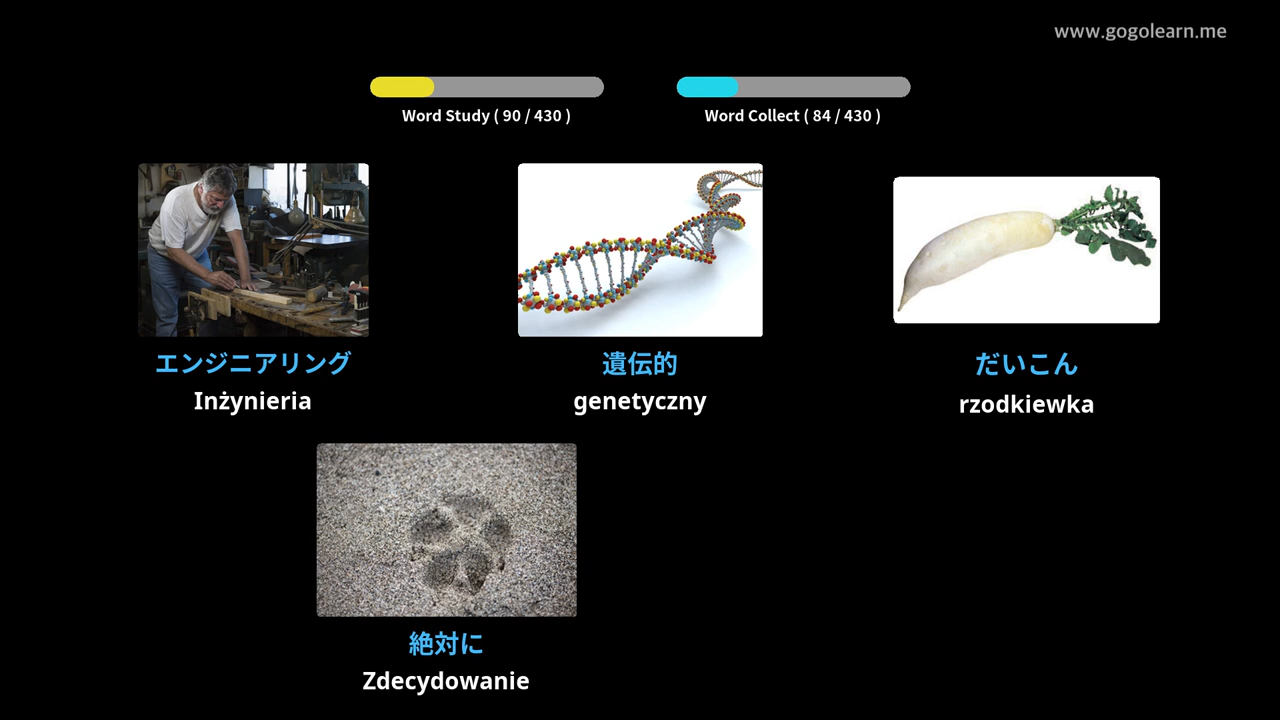 www.gogolearn.me
Word Study ( 90 / 430 )
Word Collect ( 84 / 430 )
エンジニアリング
Inżynieria
遺伝的
genetyczny
だいこん
rzodkiewka
絶対に
Zdecydowanie